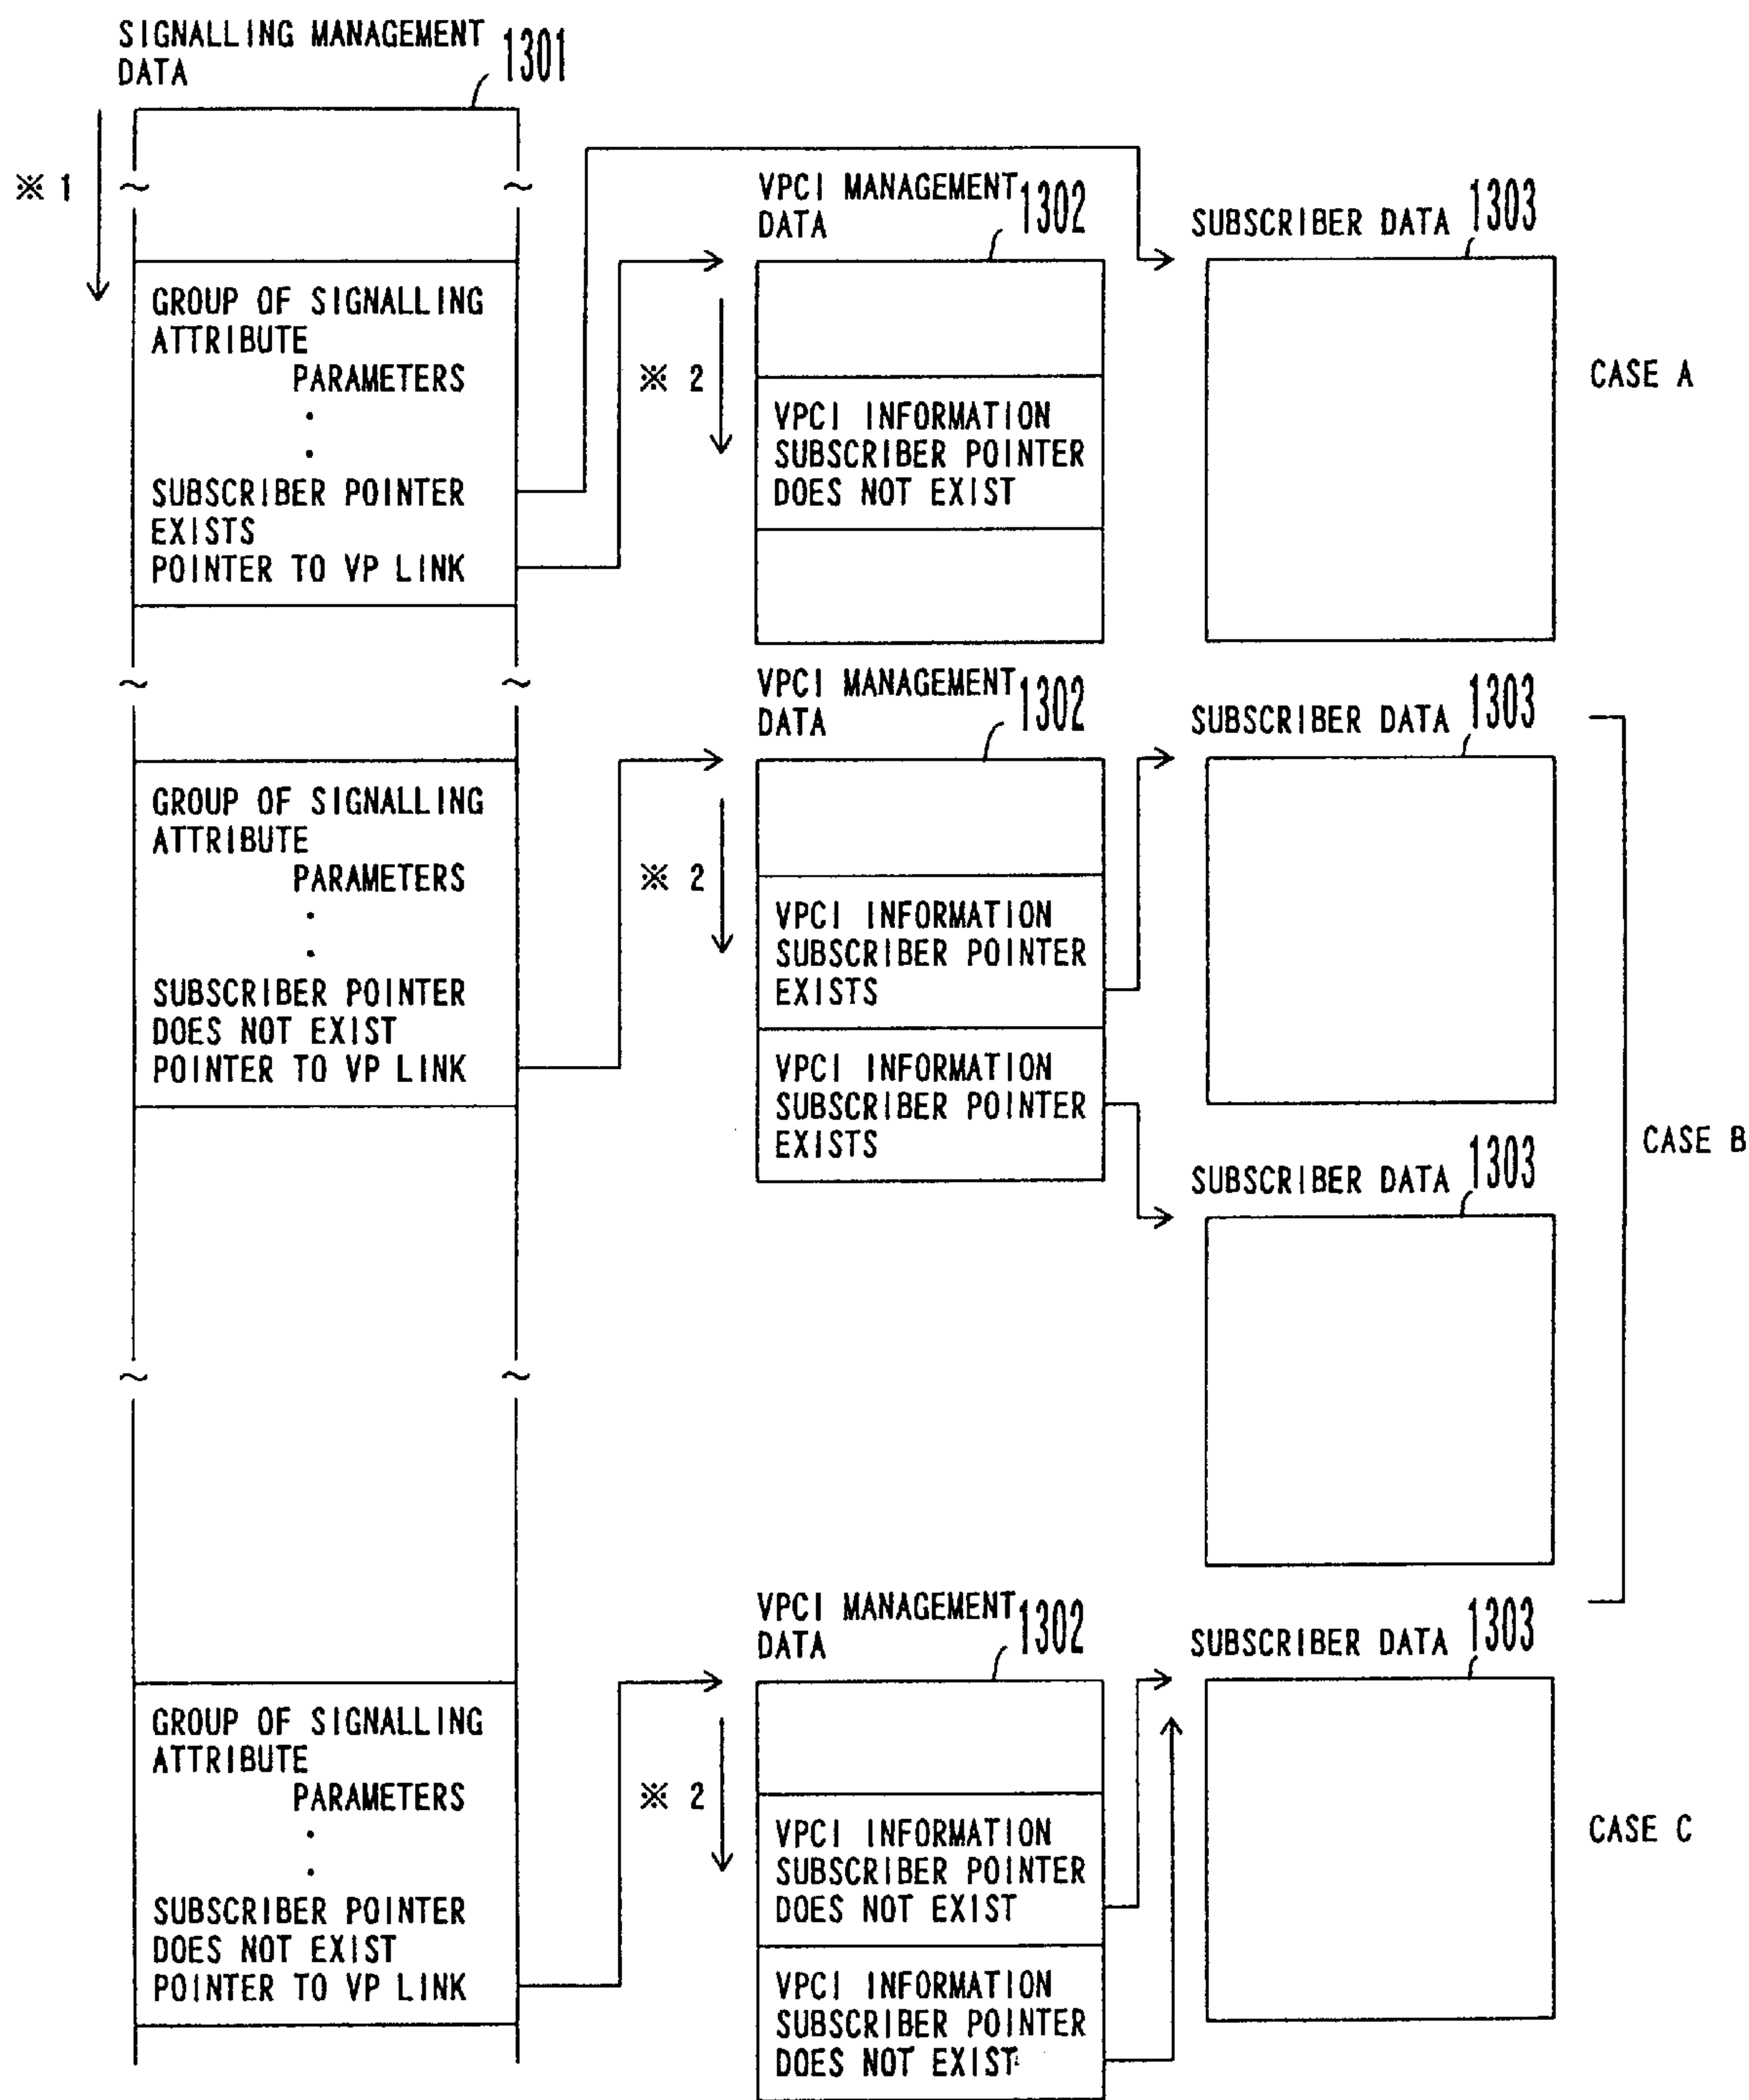 SIGNALLING MANAGEMENT
DATA
1301
※ 1
GROUP OF SIGNALLING
ATTRIBUTE
PARAMETERS
.
.
SUBSCRIBER POINTER
EXISTS
POINTER TO VP LINK
VPCI MANAGEMENT
DATA
1302
※ 2
VPCI INFORMATION
SUBSCRIBER POINTER
DOES NOT EXIST
SUBSCRIBER DATA 1303
CASE A
GROUP OF SIGNALLING
ATTRIBUTE
PARAMETERS
.
.
SUBSCRIBER POINTER
DOES NOT EXIST
POINTER TO VP LINK
VPCI MANAGEMENT
DATA
1302
※ 2
VPCI INFORMATION
SUBSCRIBER POINTER
EXISTS
VPCI INFORMATION
SUBSCRIBER POINTER
EXISTS
SUBSCRIBER DATA 1303
SUBSCRIBER DATA 1303
CASE B
GROUP OF SIGNALLING
ATTRIBUTE
PARAMETERS
.
.
SUBSCRIBER POINTER
DOES NOT EXIST
POINTER TO VP LINK
VPCI MANAGEMENT
DATA
1302
※ 2
VPCI INFORMATION
SUBSCRIBER POINTER
DOES NOT EXIST
VPCI INFORMATION
SUBSCRIBER POINTER
DOES NOT EXIST
SUBSCRIBER DATA 1303
CASE C